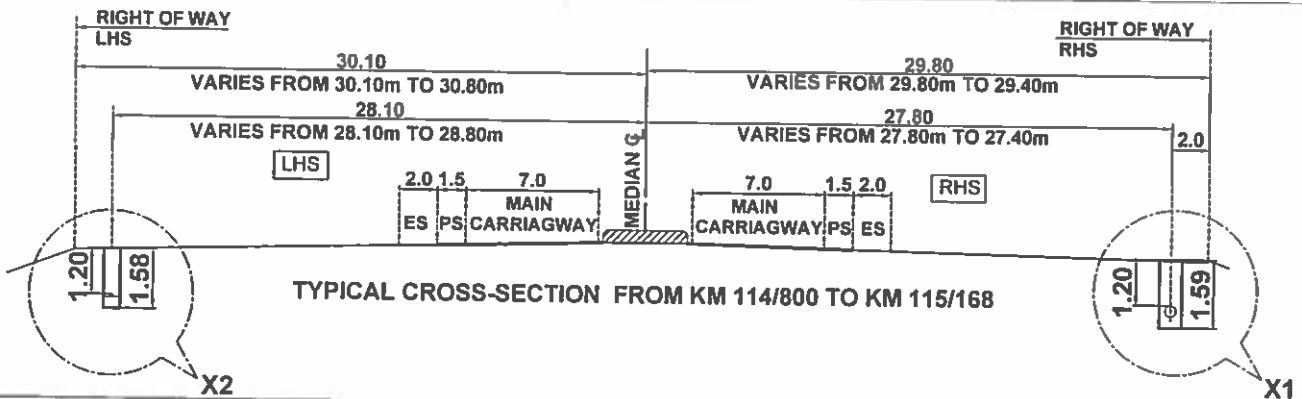 RIGHT OF WAY
LHS
RIGHT OF WAY
RHS
30.10
VARIES FROM 30.10m TO 30.80m
29.80
VARIES FROM 29.80m TO 29.40m
28.10
VARIES FROM 28.10m TO 28.80m
27.80
VARIES FROM 27.80m TO 27.40m
2.0
LHS
MEDIAN ℄
RHS
2.0 1.5 7.0
ES PS MAIN
CARRIAGWAY
7.0 1.5 2.0
MAIN
CARRIAGWAY PS ES
1.20
1.58
TYPICAL CROSS-SECTION FROM KM 114/800 TO KM 115/168
1.20
1.59
X2
X1